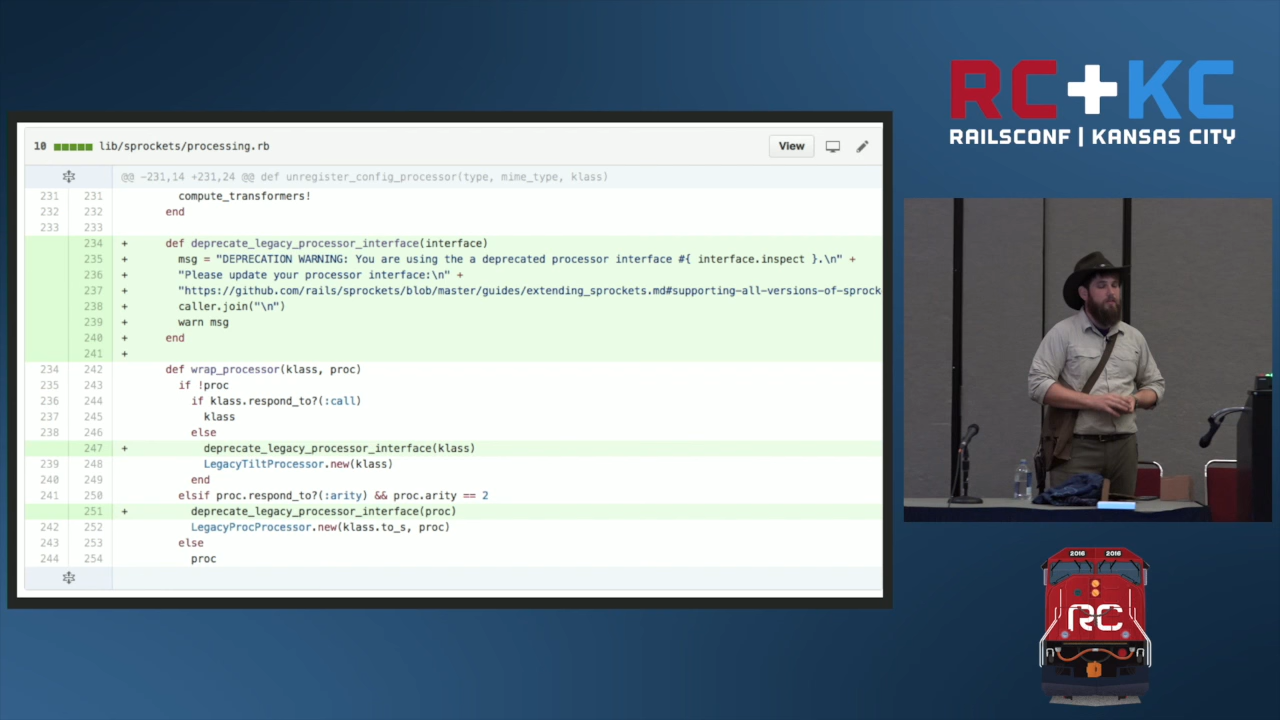 RC+KC
RAILSCONF | KANSAS CITY
10 lib/sprockets/processing.rb View
@@ -231,14 +231,24 @@ def unregister_config_processor(type, mime_type, klass)
231 231 compute_transformers!
232 232 end
233 233
234 + def deprecate_legacy_processor_interface(interface)
235 + msg = "DEPRECATION WARNING: You are using the a deprecated processor interface #{ interface.inspect }.\n" +
236 + "Please update your processor interface:\n" +
237 + "https://github.com/rails/sprockets/blob/master/guides/extending_sprockets.md#supporting-all-versions-of-sprock
238 + caller.join("\n")
239 + warn msg
240 + end
241 +
234 242 def wrap_processor(klass, proc)
235 243 if !proc
236 244 if klass.respond_to?(:call)
237 245 klass
238 246 else
247 + deprecate_legacy_processor_interface(klass)
239 248 LegacyTiltProcessor.new(klass)
240 249 end
241 250 elsif proc.respond_to?(:arity) && proc.arity == 2
251 + deprecate_legacy_processor_interface(proc)
242 252 LegacyProcProcessor.new(klass.to_s, proc)
243 253 else
244 254 proc
2016 2016
RC